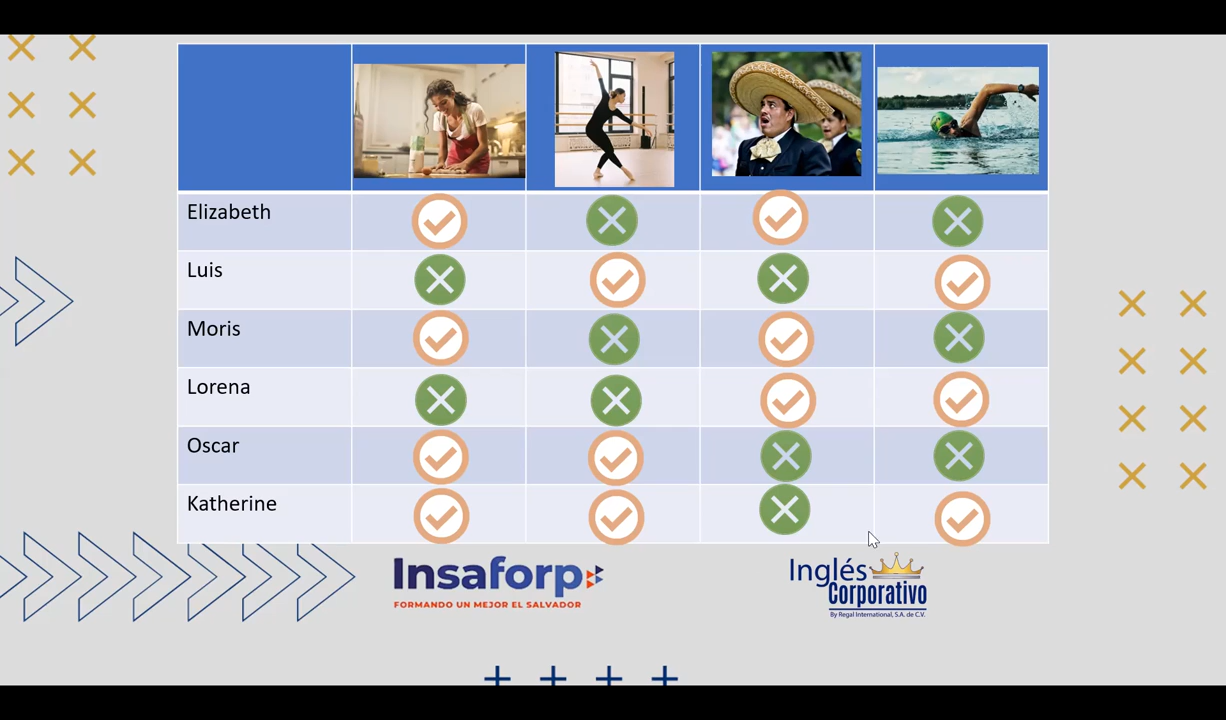 Elizabeth
Luis
Moris
Lorena
Oscar
Katherine
Insaforp
FORMANDO UN MEJOR EL SALVADOR
Inglés
Corporativo
By Regal International, S.A. de C.V.